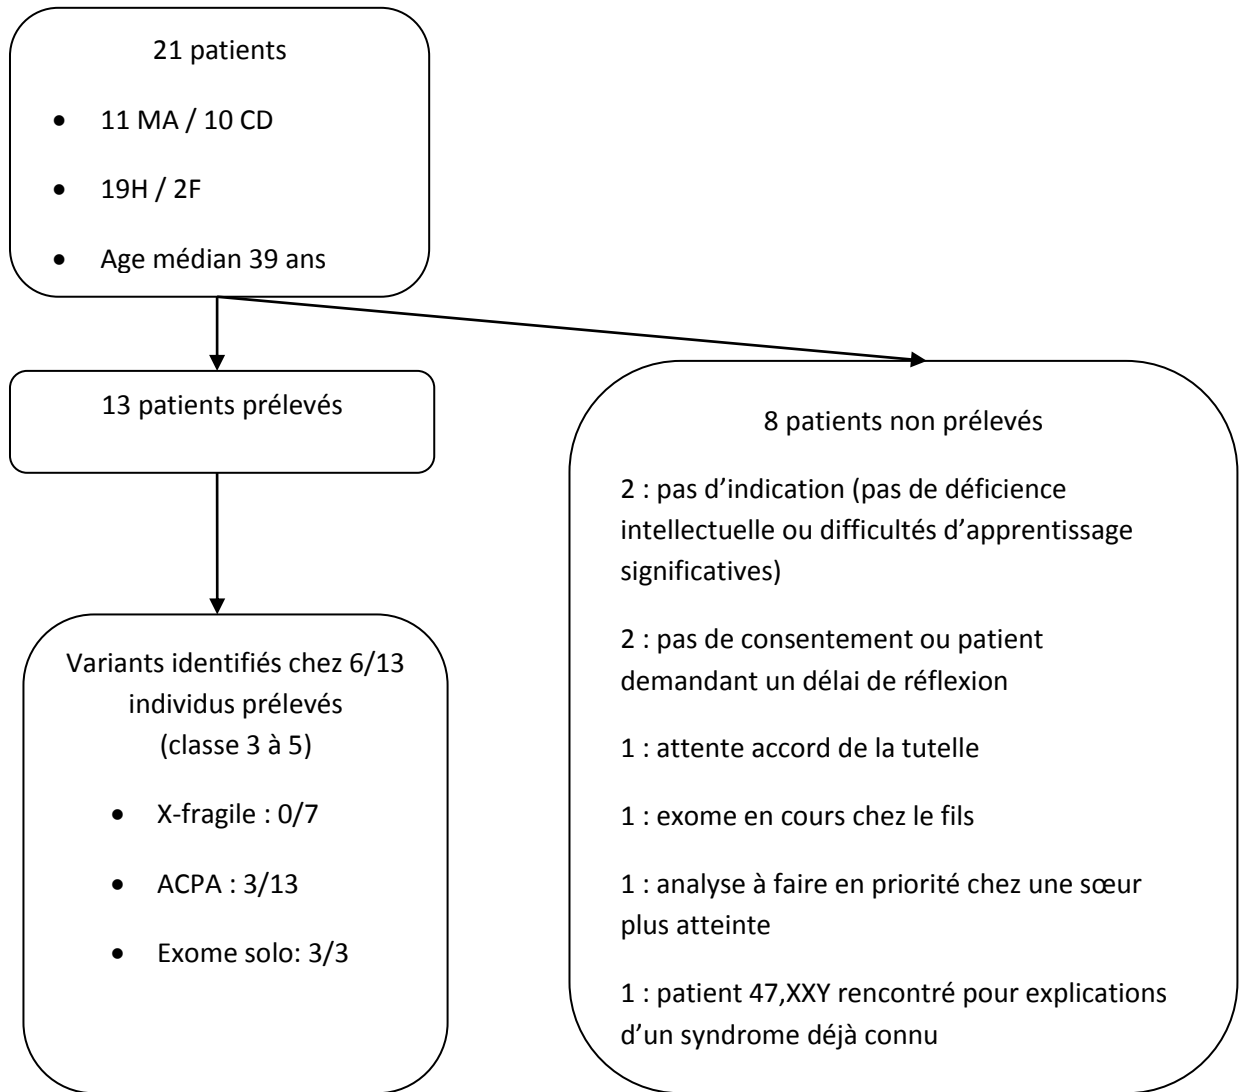 21 patients
• 11 MA / 10 CD
• 19H / 2F
• Age médian 39 ans
13 patients prélevés
Variants identifiés chez 6/13
individus prélevés
(classe 3 à 5)
• X-fragile : 0/7
• ACPA : 3/13
• Exome solo: 3/3
8 patients non prélevés
2 : pas d’indication (pas de déficience
intellectuelle ou difficultés d’apprentissage
significatives)
2 : pas de consentement ou patient
demandant un délai de réflexion
1 : attente accord de la tutelle
1 : exome en cours chez le fils
1 : analyse à faire en priorité chez une sœur
plus atteinte
1 : patient 47,XXY rencontré pour explications
d’un syndrome déjà connu